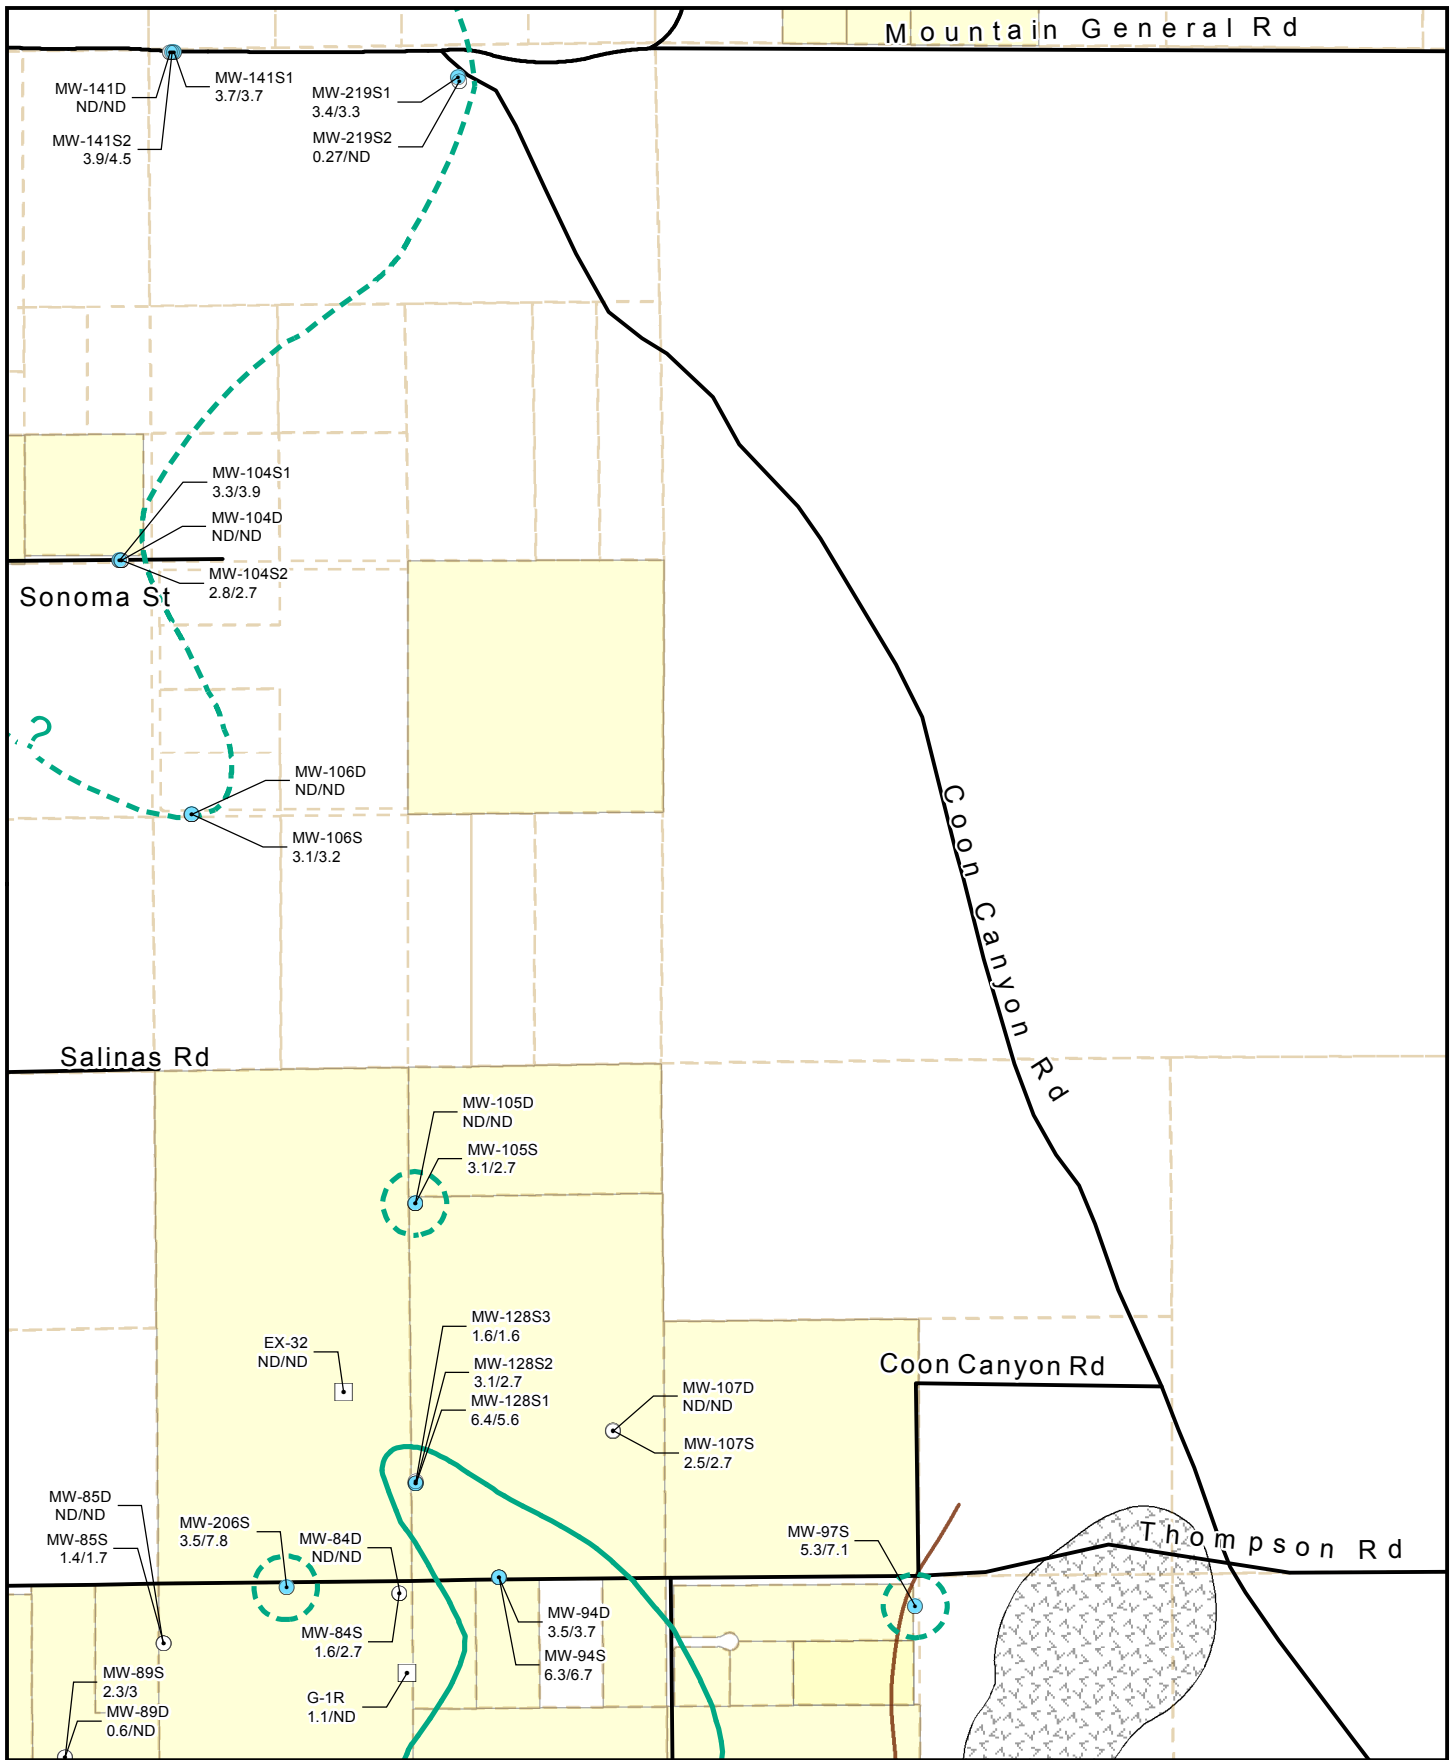 Mountain General Rd
MW-141D
ND/ND
MW-141S1
3.7/3.7
MW-141S2
3.9/4.5
MW-219S1
3.4/3.3
MW-219S2
0.27/ND
MW-104S1
3.3/3.9
MW-104D
ND/ND
MW-104S2
2.8/2.7
Sonoma St
?
MW-106D
ND/ND
MW-106S
3.1/3.2
Coon Canyon Rd
Salinas Rd
MW-105D
ND/ND
MW-105S
3.1/2.7
MW-128S3
1.6/1.6
MW-128S2
3.1/2.7
MW-128S1
6.4/5.6
EX-32
ND/ND
MW-107D
ND/ND
MW-107S
2.5/2.7
Coon Canyon Rd
MW-85D
ND/ND
MW-85S
1.4/1.7
MW-206S
3.5/7.8
MW-84D
ND/ND
MW-84S
1.6/2.7
MW-97S
5.3/7.1
Thompson Rd
MW-94D
3.5/3.7
MW-94S
6.3/6.7
MW-89S
2.3/3
MW-89D
0.6/ND
G-1R
1.1/ND